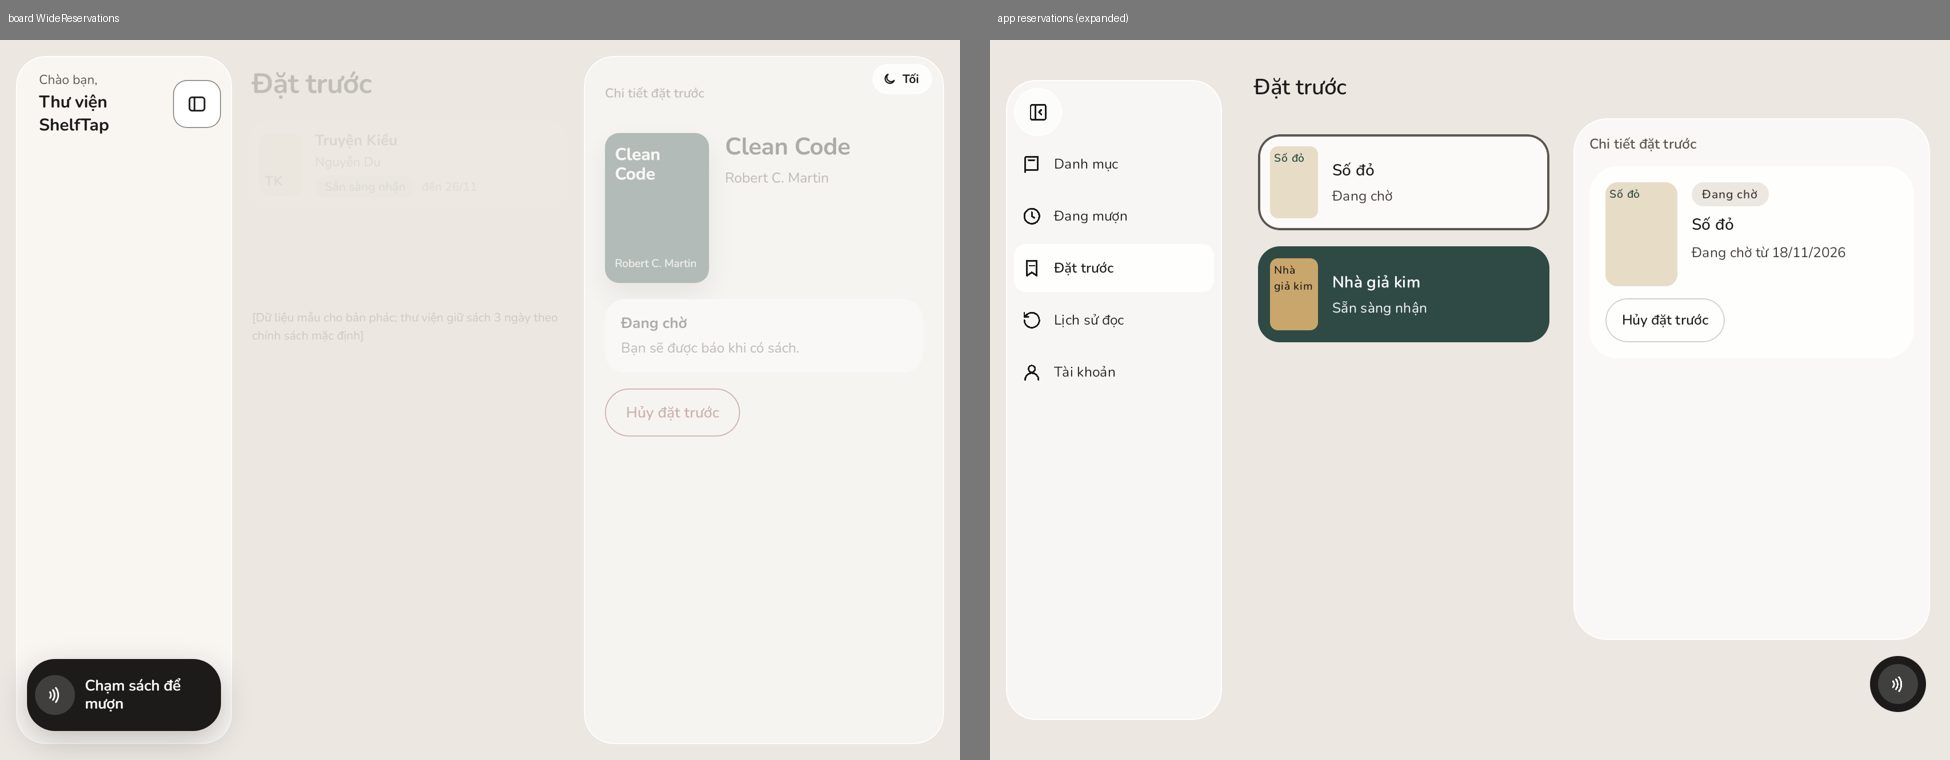 board WideReservations
Chào bạn,
Thư viện
ShelfTap
Chạm sách để
mượn
Đặt trước
Truyện Kiều
Nguyễn Du
TK
Sẵn sàng nhận
đến 26/11
[Dữ liệu mẫu cho bản phác; thư viện giữ sách 3 ngày theo
chính sách mặc định]
Tối
Chi tiết đặt trước
Clean
Code
Robert C. Martin
Clean Code
Robert C. Martin
Đang chờ
Bạn sẽ được báo khi có sách.
Hủy đặt trước
app reservations (expanded)
Danh mục
Đang mượn
Đặt trước
Lịch sử đọc
Tài khoản
Đặt trước
Số đỏ
Số đỏ
Đang chờ
Nhà
giả kim
Nhà giả kim
Sẵn sàng nhận
Chi tiết đặt trước
Số đỏ
Đang chờ
Số đỏ
Đang chờ từ 18/11/2026
Hủy đặt trước